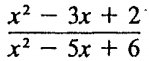 x² − 3x + 2
x² − 5x + 6